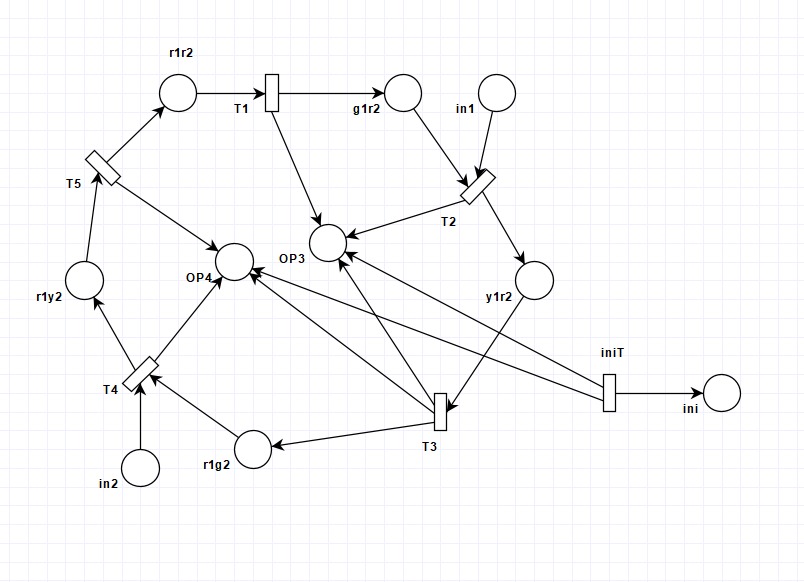 r1r2
T1
g1r2
in1
T5
T2
OP3
OP4
r1y2
y1r2
iniT
T4
ini
T3
r1g2
in2